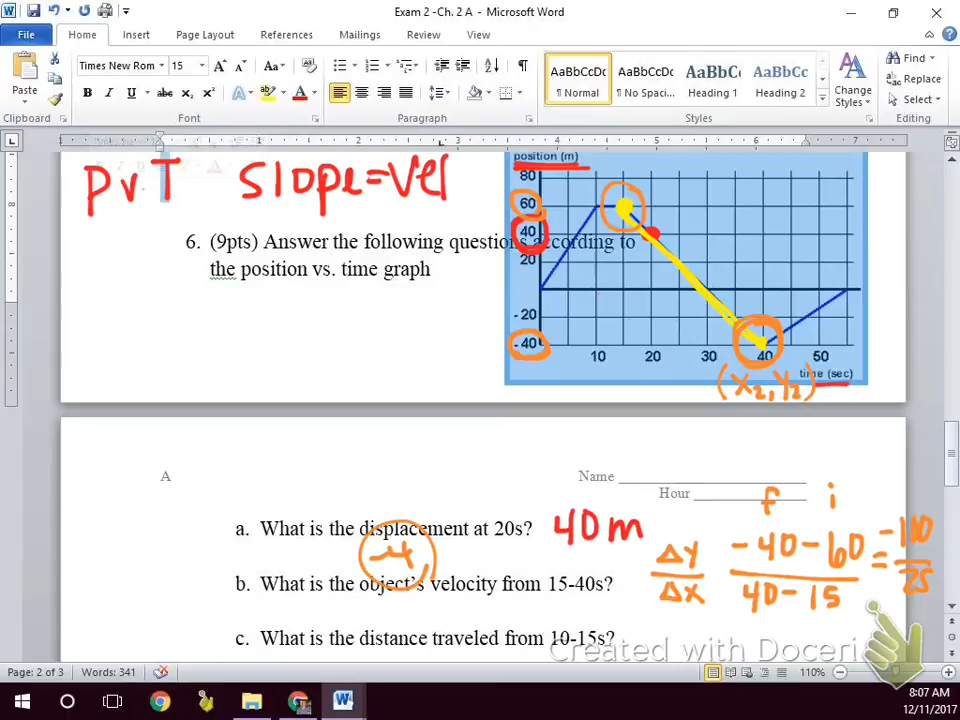 Exam 2 -Ch. 2 A - Microsoft Word
File Home Insert Page Layout References Mailings Review View
Paste
Times New Rom 15
AaBbCcDc AaBbCcDc AaBbCc AaBbCc
¶ Normal ¶ No Spaci... Heading 1 Heading 2
Change Styles
Find
Replace
Select
Clipboard Font Paragraph Styles Editing
PvT slope=Vel
6. (9pts) Answer the following questions according to
the position vs. time graph
position (m)
80
60
40
20
-20
-40
10 20 30 40 50
time (sec)
(x2, y2)
A
Name
Hour
f i
a. What is the displacement at 20s? 40m
-4
Δy -40-60 = -100
Δx 40-15 25
b. What is the object's velocity from 15-40s?
c. What is the distance traveled from 10-15s?
Created with Doceri
Page: 2 of 3 Words: 341 110%
8:07 AM
12/11/2017